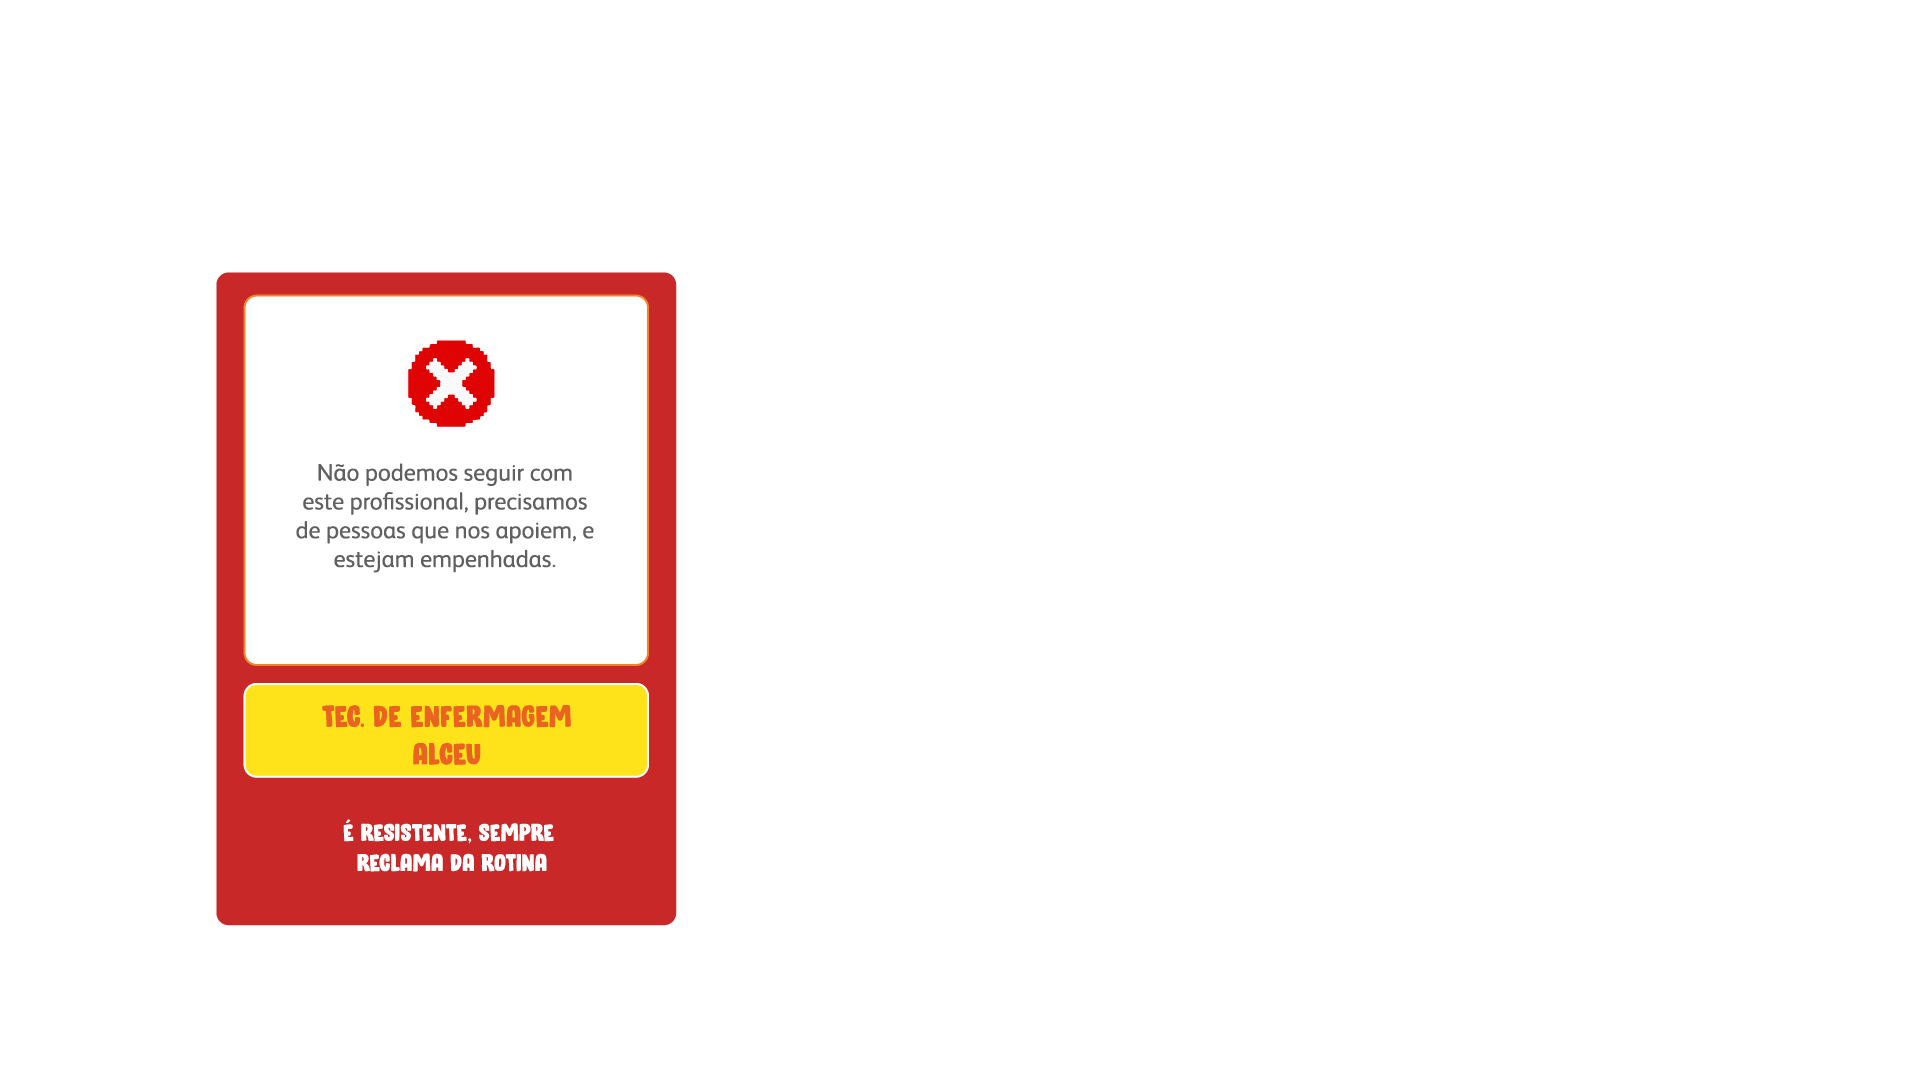 Não podemos seguir com
este profissional, precisamos
de pessoas que nos apoiem, e
estejam empenhadas.
TEC. DE ENFERMAGEM
ALCEU
É RESISTENTE, SEMPRE
RECLAMA DA ROTINA